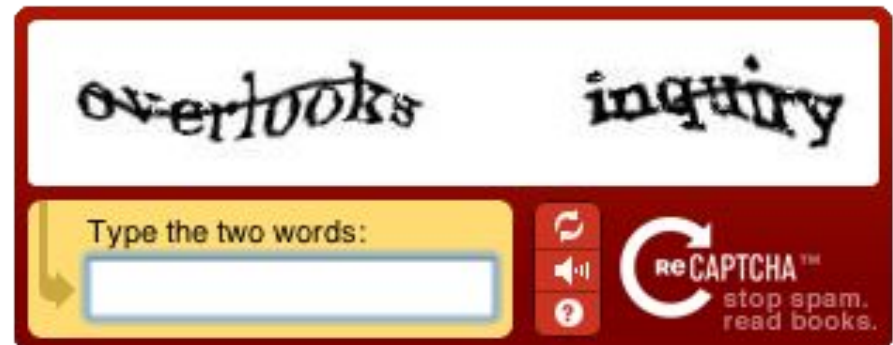 overlooks inquiry
Type the two words:
reCAPTCHA™
stop spam.
read books.